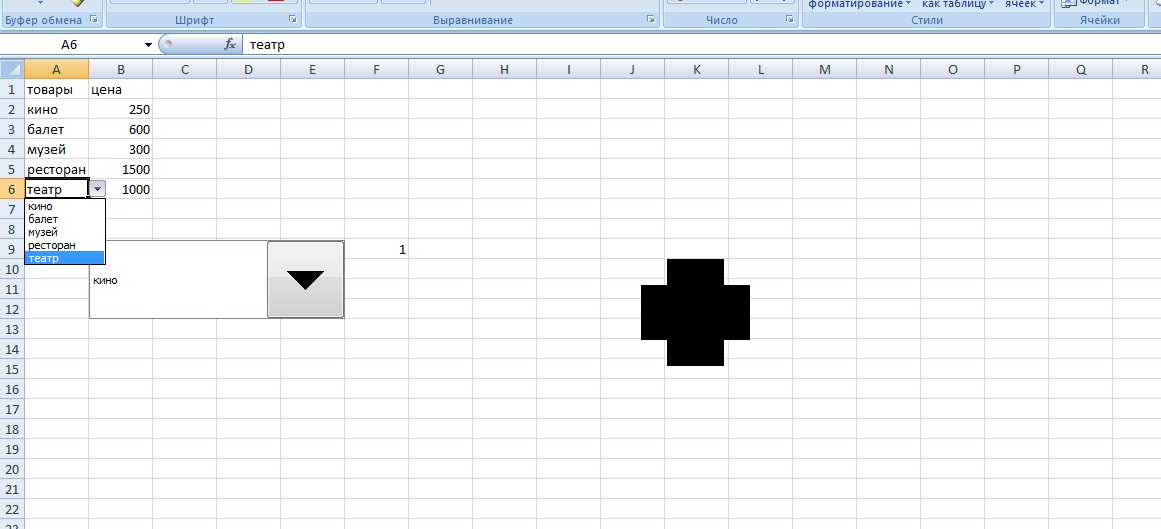 форматирование как таблицу ячеек Формат
Буфер обмена Шрифт Выравнивание Число Стили Ячейки
A6 fx театр
A B C D E F G H I J K L M N O P Q R
1 товары цена
2 кино 250
3 балет 600
4 музей 300
5 ресторан 1500
6 театр 1000
7 кино
балет
8 музей
ресторан
9 театр 1
10 кино
11
12
13
14
15
16
17
18
19
20
21
22
23